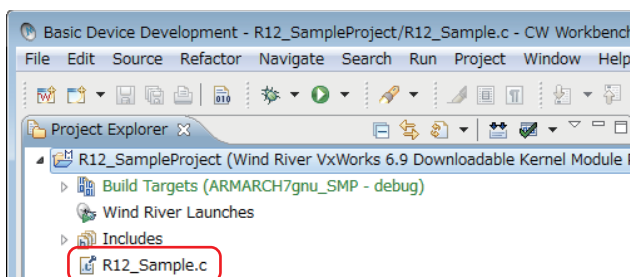 Basic Device Development - R12_SampleProject/R12_Sample.c - CW Workbench
File Edit Source Refactor Navigate Search Run Project Window Help
010
Project Explorer
R12_SampleProject (Wind River VxWorks 6.9 Downloadable Kernel Module P
Build Targets (ARMARCH7gnu_SMP - debug)
Wind River Launches
Includes
R12_Sample.c